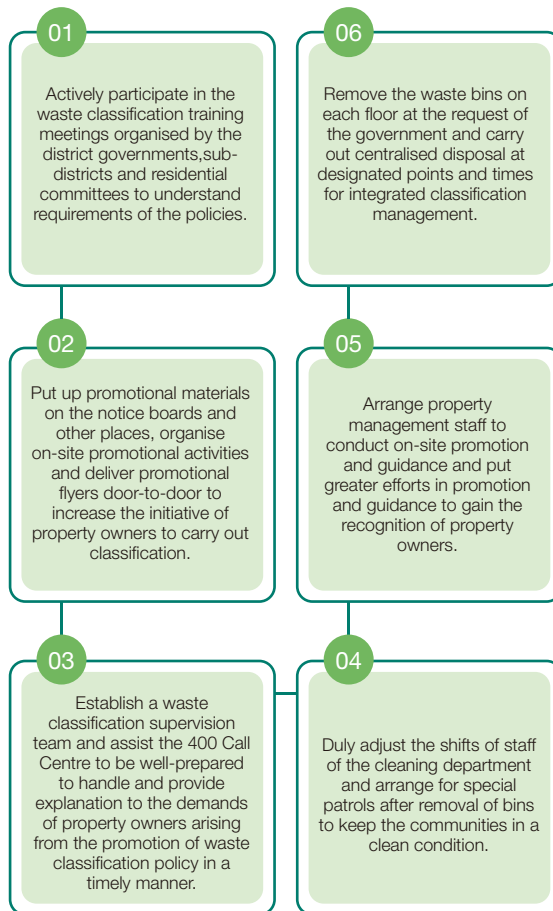 01
Actively participate in the
waste classification training
meetings organised by the
district governments,sub-
districts and residential
committees to understand
requirements of the policies.
02
Put up promotional materials
on the notice boards and
other places, organise
on-site promotional activities
and deliver promotional
flyers door-to-door to
increase the initiative of
property owners to carry out
classification.
03
Establish a waste
classification supervision
team and assist the 400 Call
Centre to be well-prepared
to handle and provide
explanation to the demands
of property owners arising
from the promotion of waste
classification policy in a
timely manner.
04
Duly adjust the shifts of staff
of the cleaning department
and arrange for special
patrols after removal of bins
to keep the communities in a
clean condition.
05
Arrange property
management staff to
conduct on-site promotion
and guidance and put
greater efforts in promotion
and guidance to gain the
recognition of property
owners.
06
Remove the waste bins on
each floor at the request of
the government and carry
out centralised disposal at
designated points and times
for integrated classification
management.